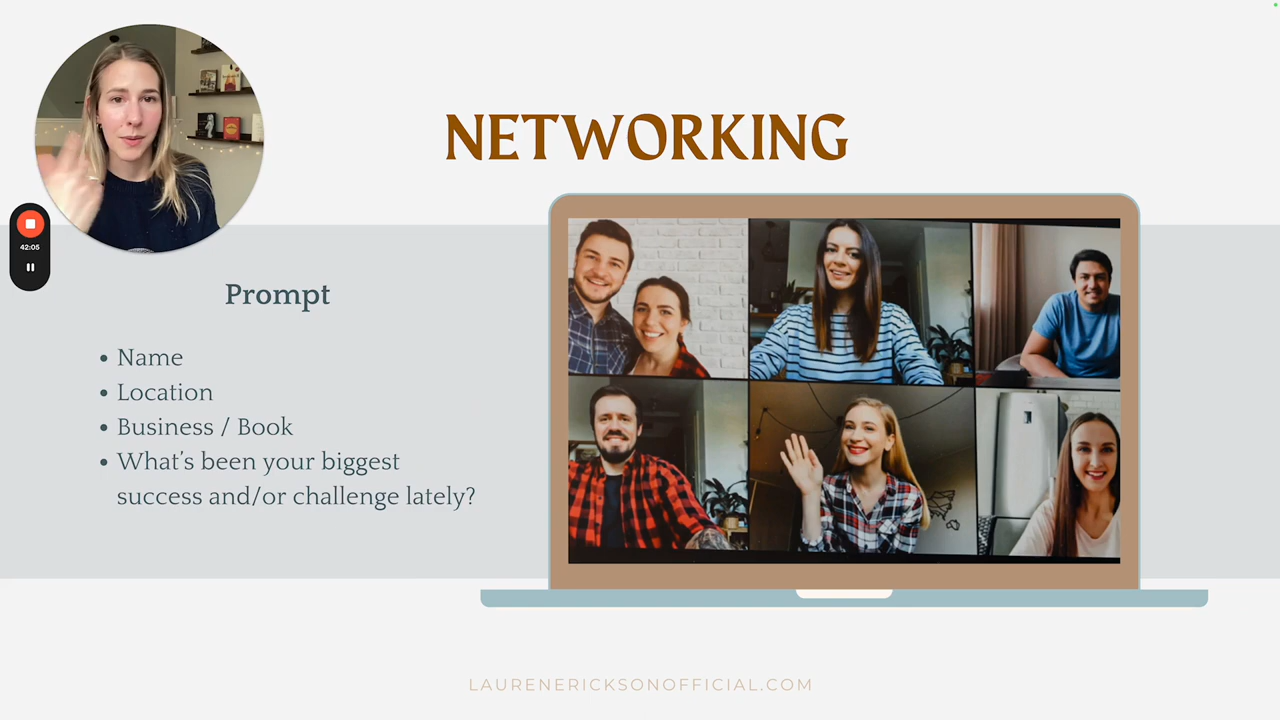 NETWORKING
42:05
Prompt
• Name
• Location
• Business / Book
• What's been your biggest
success and/or challenge lately?
LAURENERICKSONOFFICIAL.COM